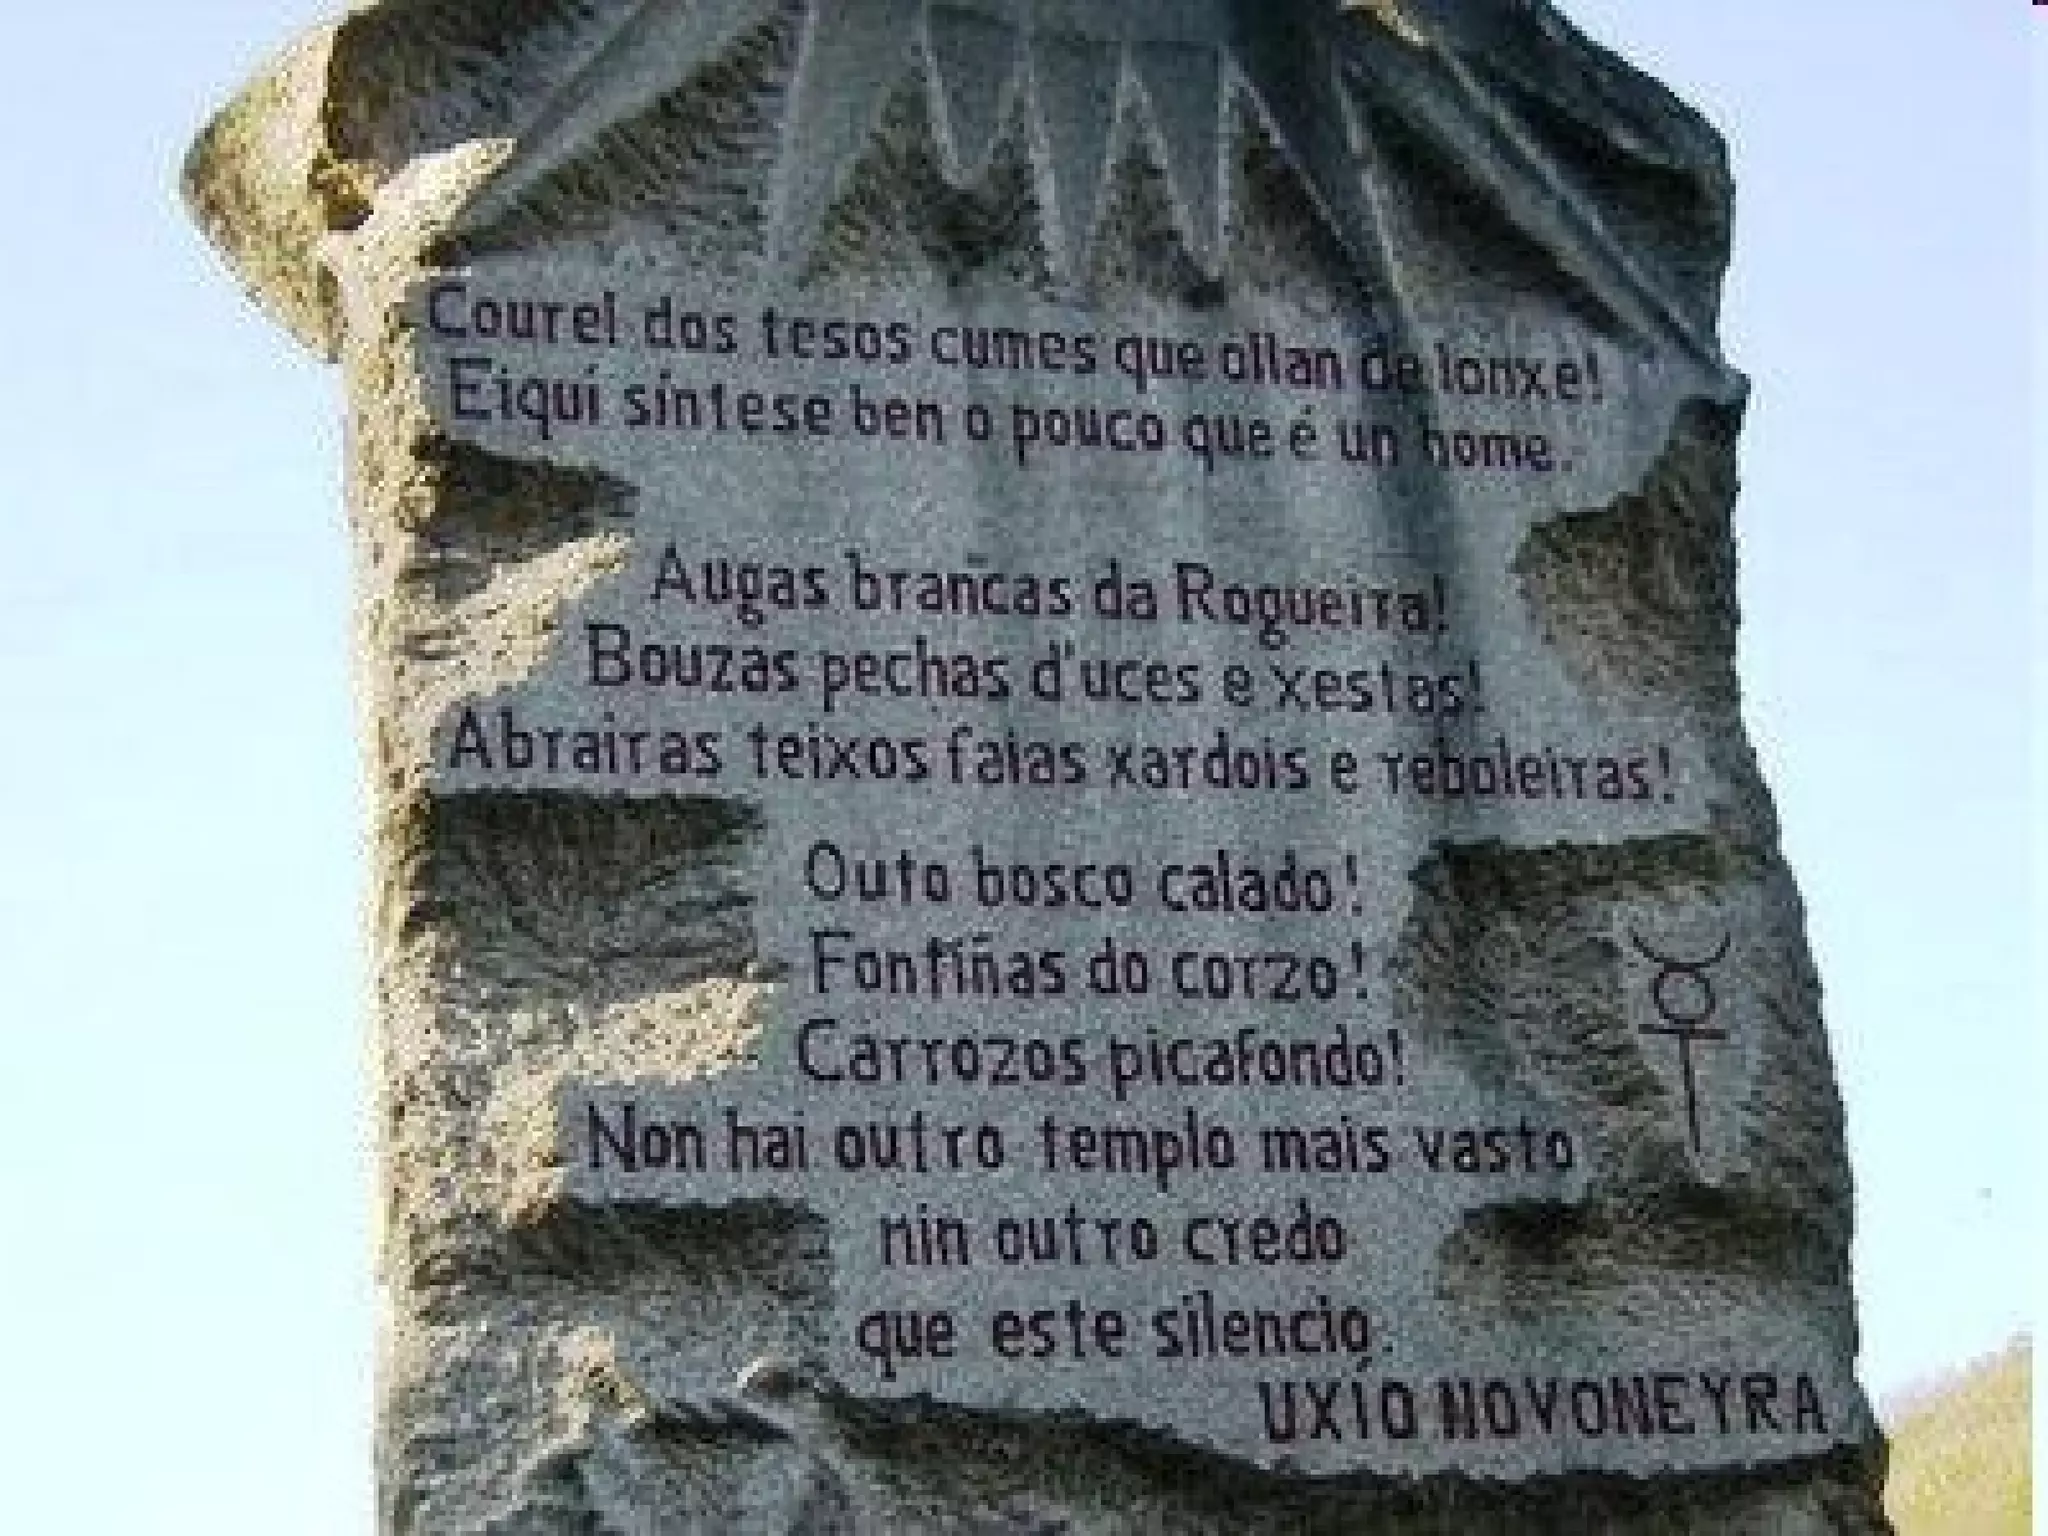 Courel dos tesos cumes que ollan de lonxe!
Eiquí síntese ben o pouco que é un home.
Augas brancas da Rogueira!
Bouzas pechas d'uces e xestas!
Abrairas teixos faias xardois e reboleiras!
Outo bosco calado!
Fontiñas do corzo!
Carrozos picafondo!
Non hai outro templo mais vasto
nin outro credo
que este silencio.
UXÍO NOVONEYRA